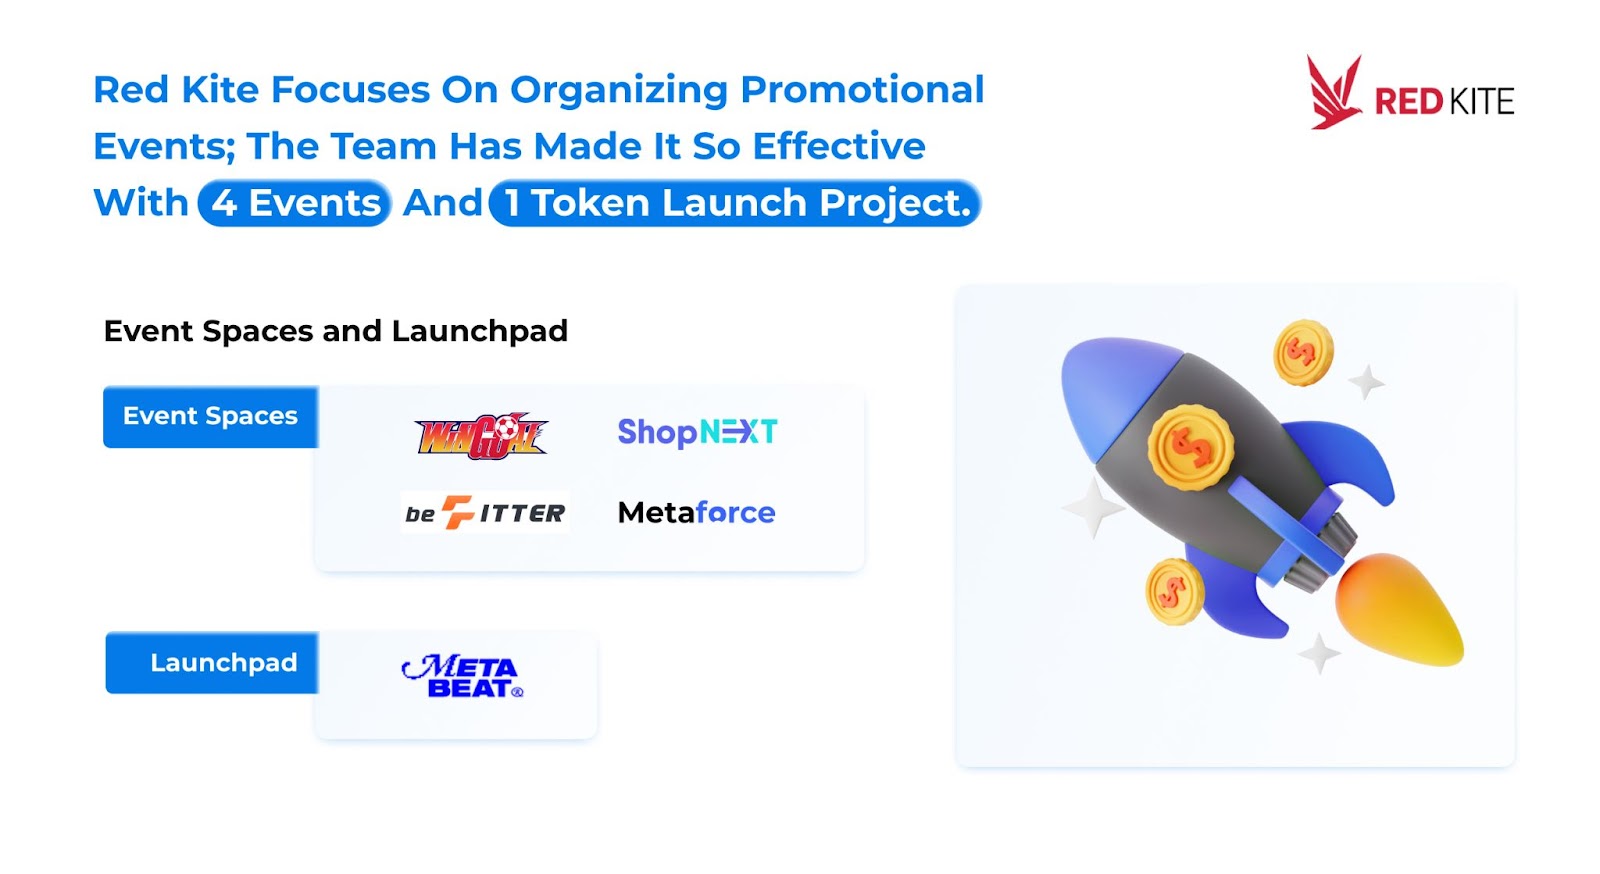 Red Kite Focuses On Organizing Promotional
Events; The Team Has Made It So Effective
With 4 Events And 1 Token Launch Project.
RED KITE
Event Spaces and Launchpad
Event Spaces
WINGOAL
ShopNEXT
beFITTER
Metaforce
Launchpad
META
BEAT®
$
$
$